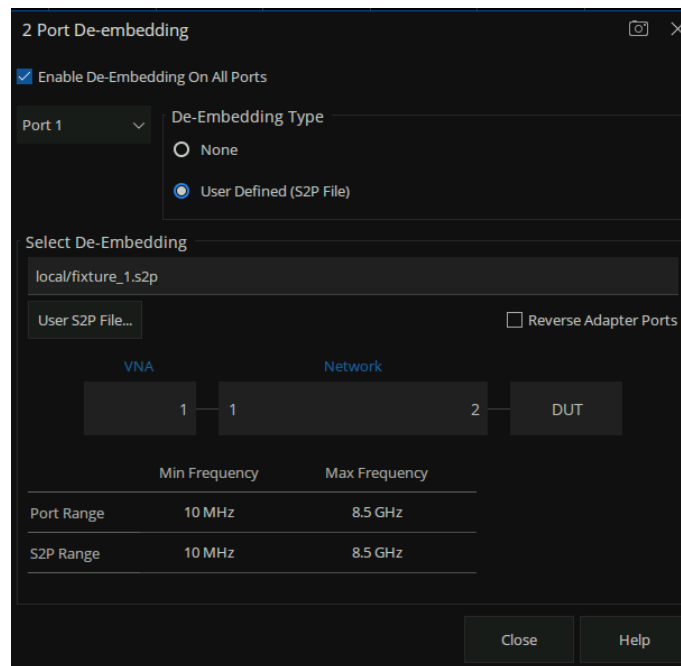 2 Port De-embedding
Enable De-Embedding On All Ports
Port 1
De-Embedding Type
None
User Defined (S2P File)
Select De-Embedding
local/fixture_1.s2p
User S2P File...
Reverse Adapter Ports
VNA Network
1 1 2 DUT
Min Frequency Max Frequency
Port Range 10 MHz 8.5 GHz
S2P Range 10 MHz 8.5 GHz
Close Help